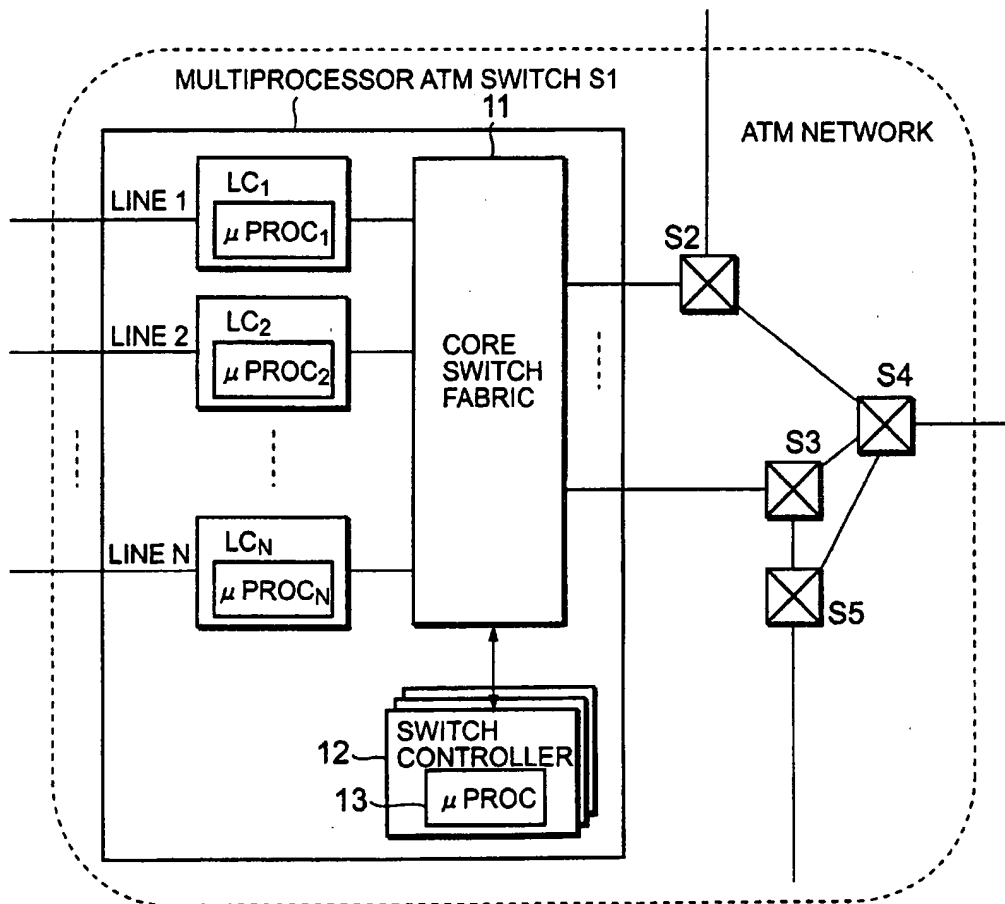 MULTIPROCESSOR ATM SWITCH S1
11
ATM NETWORK
LINE 1
LC1
μ PROC1
S2
LINE 2
LC2
μ PROC2
CORE
SWITCH
FABRIC
S4
S3
LINE N
LCN
μ PROCN
S5
SWITCH
CONTROLLER
12
13
μ PROC